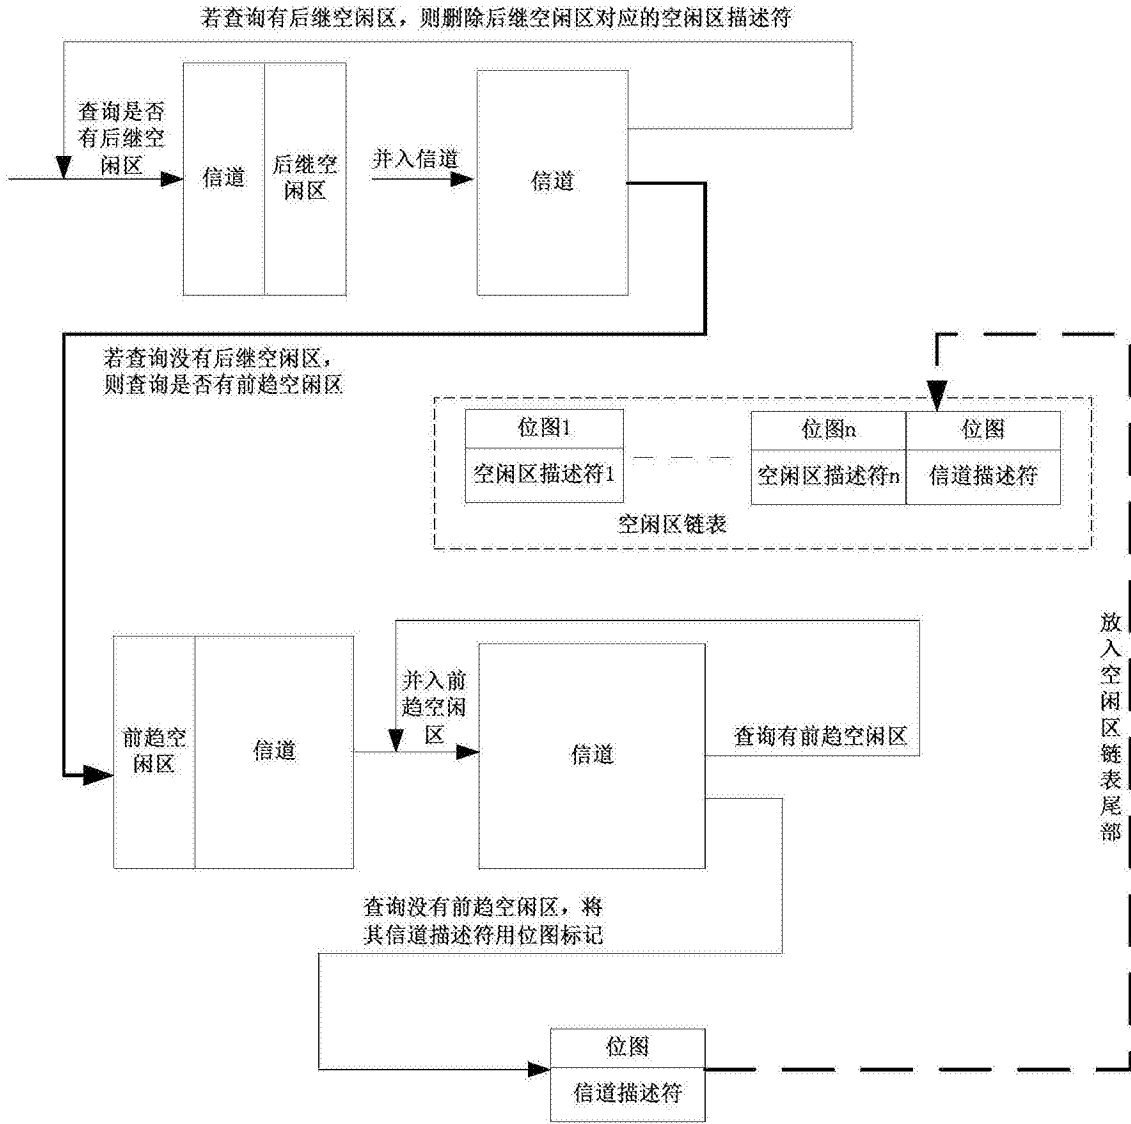 若查询有后继空闲区，则删除后继空闲区对应的空闲区描述符
查询是否
有后继空
闲区
信道
后继空
闲区
并入信道
信道
若查询没有后继空闲区，
则查询是否有前趋空闲区
位图1
空闲区描述符1
位图n
空闲区描述符n
位图
信道描述符
空闲区链表
前趋空
闲区
信道
并入前
趋空闲
区
信道
查询有前趋空闲区
放入空闲区链表尾部
查询没有前趋空闲区，将
其信道描述符用位图标记
位图
信道描述符